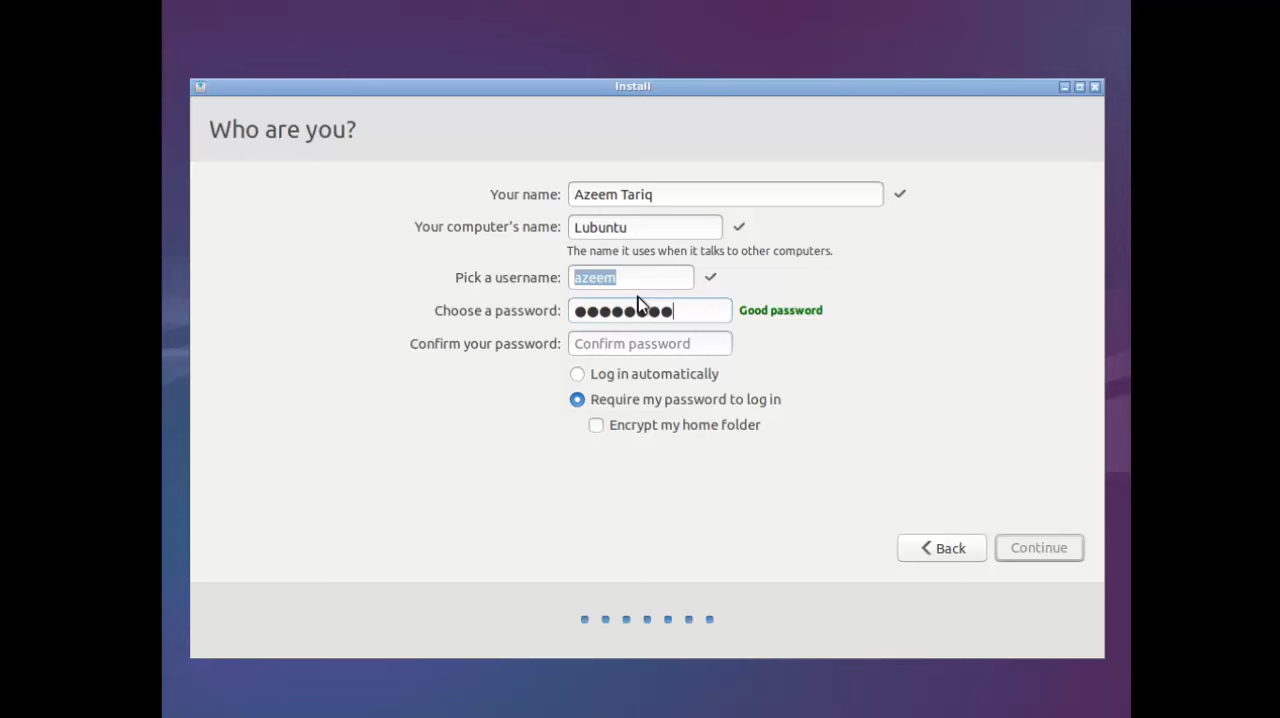 Install
Who are you?
Your name: Azeem Tariq
Your computer's name: Lubuntu
The name it uses when it talks to other computers.
Pick a username: azeem
Choose a password: ●●●●●●●● Good password
Confirm your password: Confirm password
Log in automatically
Require my password to log in
Encrypt my home folder
Back Continue